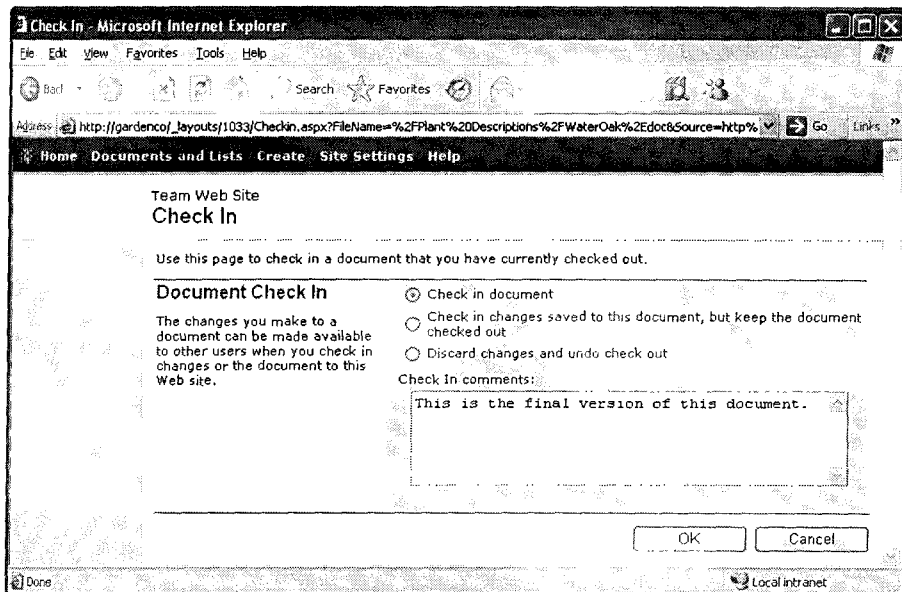 Check In - Microsoft Internet Explorer
File Edit View Favorites Tools Help
Back Search Favorites
Address http://gardenco/_layouts/1033/Checkin.aspx?FileName=%2FPlant%20Descriptions%2FWaterOak%2Edoc&Source=http% Go Links »
Home Documents and Lists Create Site Settings Help
Team Web Site
Check In
Use this page to check in a document that you have currently checked out.
Document Check In
The changes you make to a
document can be made available
to other users when you check in
changes or the document to this
Web site.
Check in document
Check in changes saved to this document, but keep the document
checked out
Discard changes and undo check out
Check In comments:
This is the final version of this document.
OK Cancel
Done Local intranet